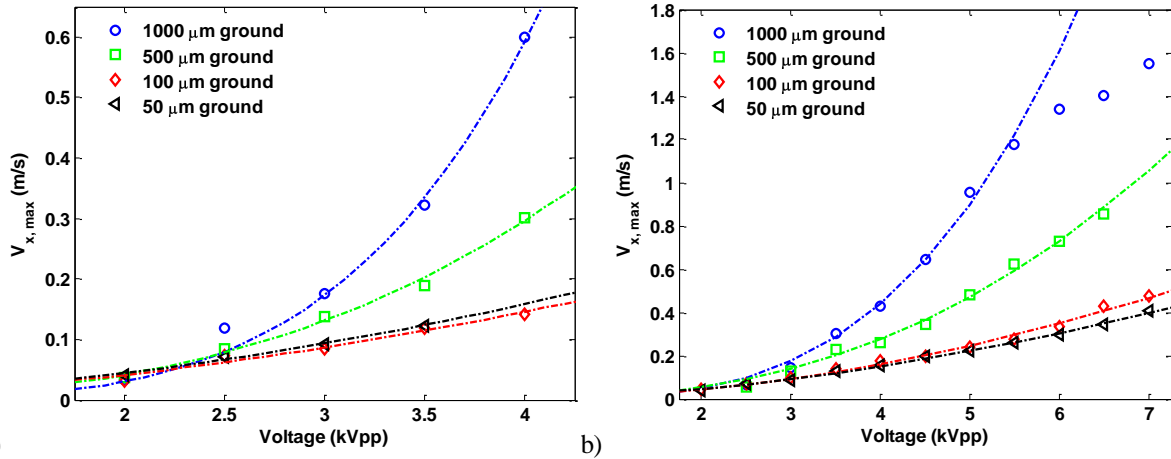 0.6
0.5
0.4
0.3
0.2
0.1
0
V x, max (m/s)
1000 μm ground
500 μm ground
100 μm ground
50 μm ground
2 2.5 3 3.5 4
Voltage (kVpp)
b)
1.8
1.6
1.4
1.2
1
0.8
0.6
0.4
0.2
0
V x, max (m/s)
1000 μm ground
500 μm ground
100 μm ground
50 μm ground
2 3 4 5 6 7
Voltage (kVpp)